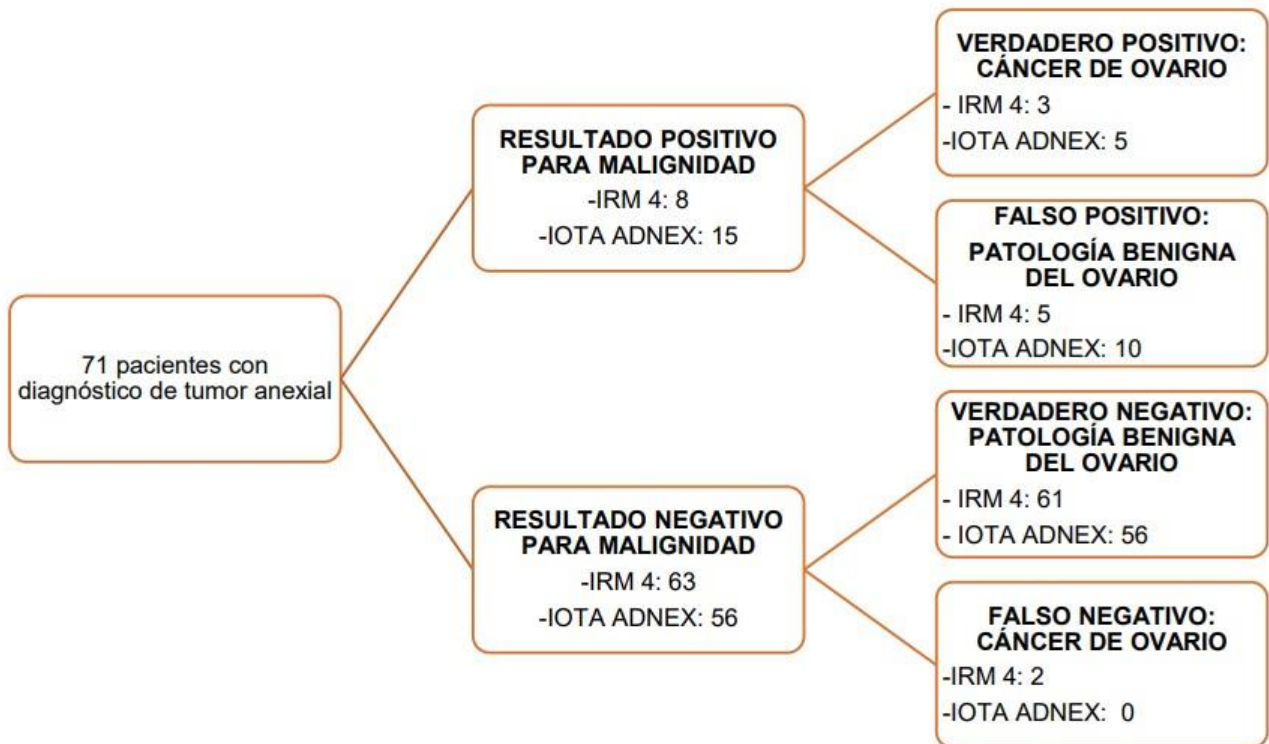 71 pacientes con
diagnóstico de tumor anexial
RESULTADO POSITIVO
PARA MALIGNIDAD
-IRM 4: 8
-IOTA ADNEX: 15
VERDADERO POSITIVO:
CÁNCER DE OVARIO
- IRM 4: 3
-IOTA ADNEX: 5
FALSO POSITIVO:
PATOLOGÍA BENIGNA
DEL OVARIO
- IRM 4: 5
-IOTA ADNEX: 10
RESULTADO NEGATIVO
PARA MALIGNIDAD
-IRM 4: 63
-IOTA ADNEX: 56
VERDADERO NEGATIVO:
PATOLOGÍA BENIGNA
DEL OVARIO
- IRM 4: 61
- IOTA ADNEX: 56
FALSO NEGATIVO:
CÁNCER DE OVARIO
-IRM 4: 2
-IOTA ADNEX: 0